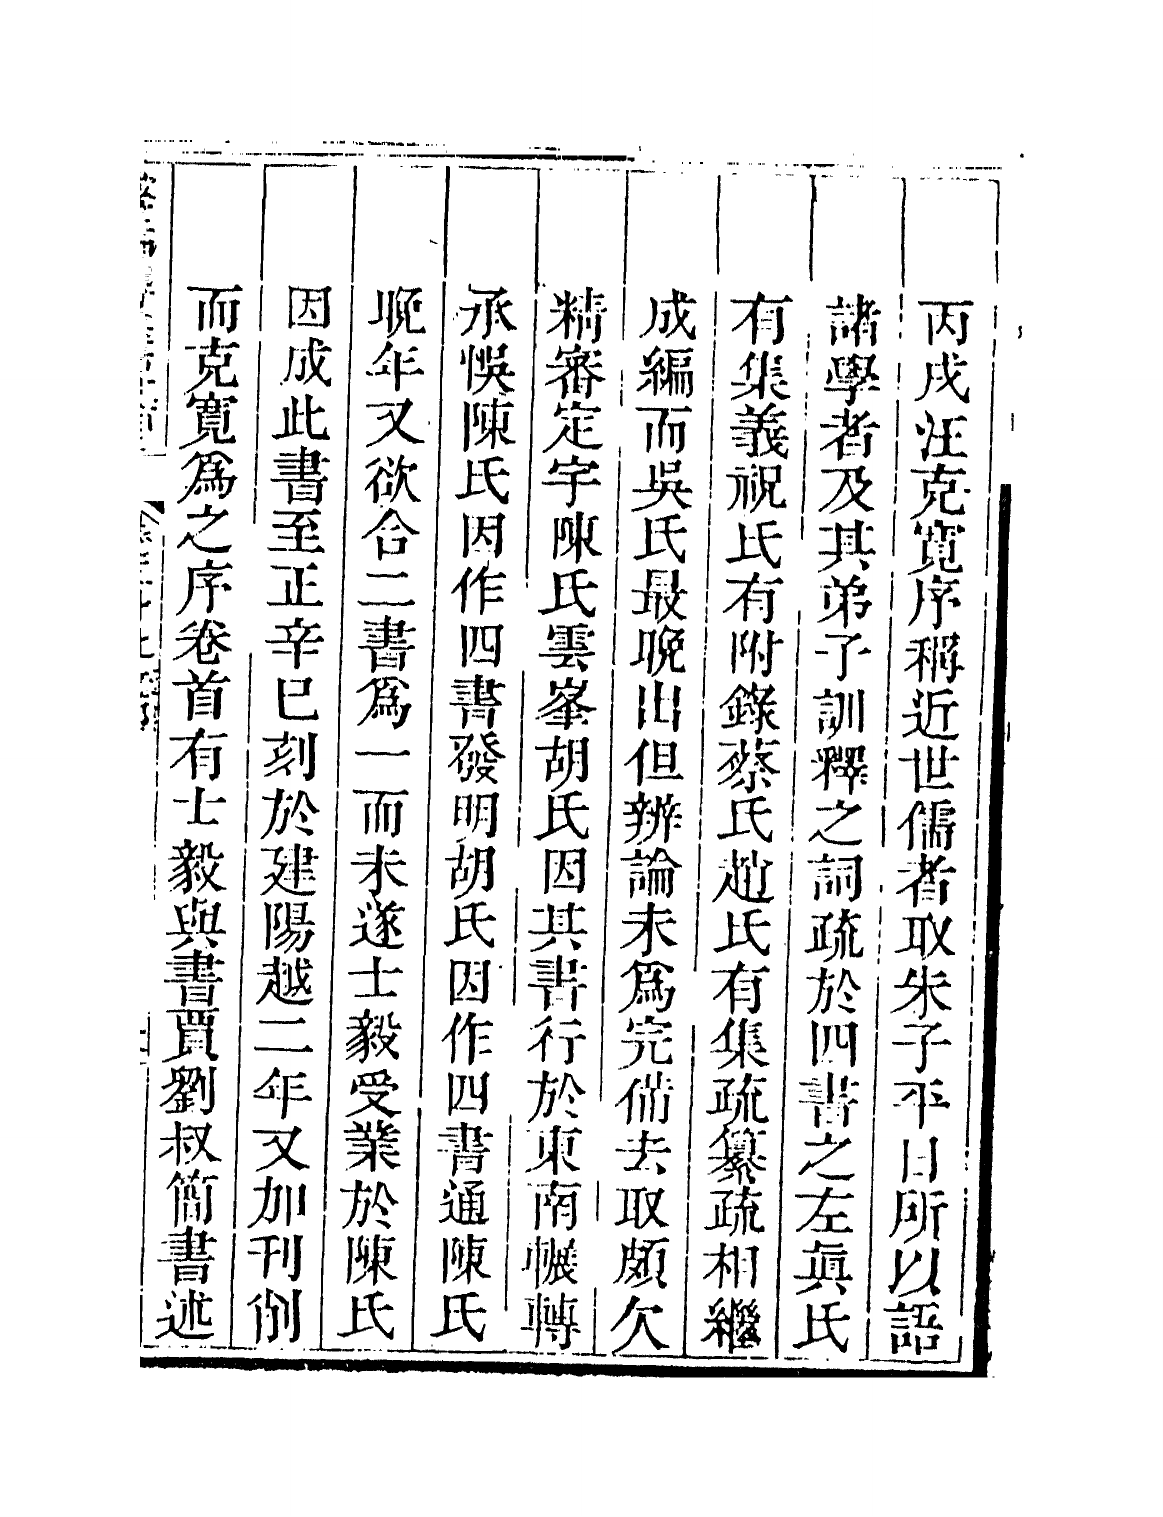 丙戌汪克寬序稱近世儒者取朱子平日所以語
諸學者及其弟子訓釋之詞疏於四書之左眞氏
有集義祝氏有附錄蔡氏趙氏有集疏纂疏相繼
成編而吳氏最晚出但辨論未爲完備去取頗欠
精審定宇陳氏雲峯胡氏因其書行於東南輾轉
承悞陳氏因作四書發明胡氏因作四書通陳氏
晚年又欲合二書爲一而未遂士毅受業於陳氏
因成此書至正辛巳刻於建陽越二年又加刊削
而克寬爲之序卷首有士毅與書賈劉叔簡書述